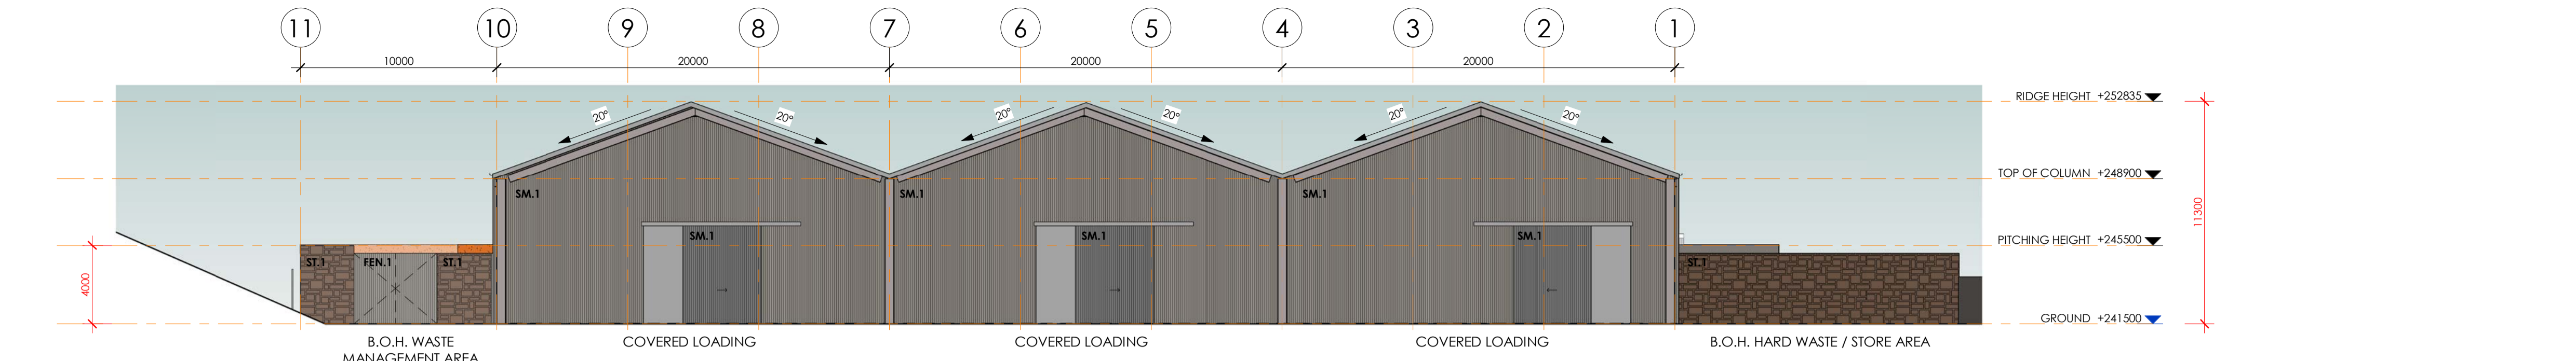 11 10 9 8 7 6 5 4 3 2 1
10000 20000 20000 20000
RIDGE HEIGHT +252835
20° 20° 20° 20° 20° 20°
TOP OF COLUMN +248900
SM.1 SM.1 SM.1
11300
SM.1 SM.1 SM.1
PITCHING HEIGHT +245500
ST.1 FEN.1 ST.1 ST.1
4000
GROUND +241500
B.O.H. WASTE
MANAGEMENT AREA
COVERED LOADING
COVERED LOADING
COVERED LOADING
B.O.H. HARD WASTE / STORE AREA